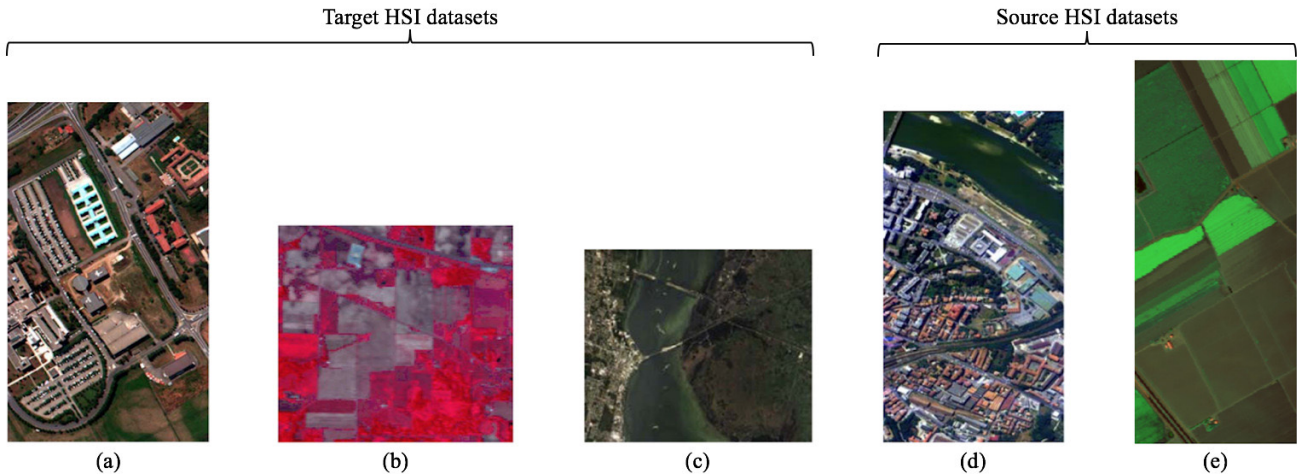 Target HSI datasets
Source HSI datasets
(a)
(b)
(c)
(d)
(e)